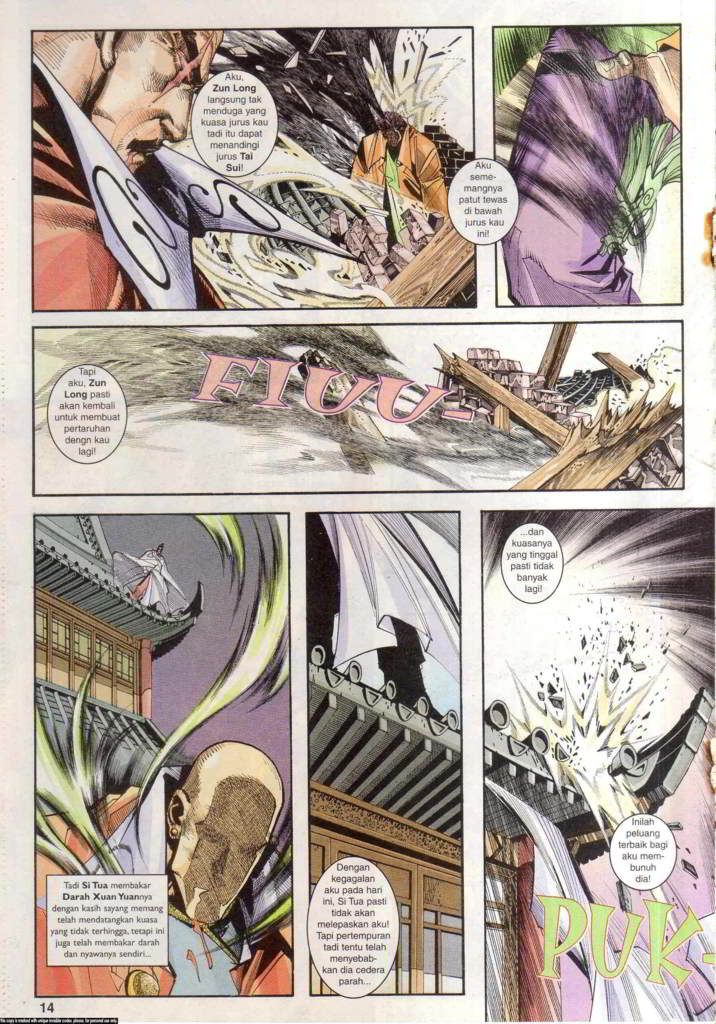 Aku,
Zun Long
langsung tak
menduga yang
kuasa jurus kau
tadi itu dapat
menandingi
jurus Tai
Sui!
Aku
seme-
mangnya
patut tewas
di bawah
jurus kau
ini!
Tapi
aku, Zun
Long pasti
akan kembali
untuk membuat
pertaruhan
dengn kau
lagi!
FIUUU-
Tadi Si Tua membakar
Darah Xuan Yuannya
dengan kasih sayang memang
telah mendatangkan kuasa
yang tidak terhingga, tetapi ini
juga telah membakar darah
dan nyawanya sendiri...
Dengan
kegagalan
aku pada hari
ini, Si Tua pasti
tidak akan
melepaskan aku!
Tapi pertempuran
tadi tentu telah
menyebab-
kan dia cedera
parah...
...dan
kuasanya
yang tinggal
pasti tidak
banyak
lagi!
Inilah
peluang
terbaik bagi
aku mem-
bunuh
dia!
PUK-
14